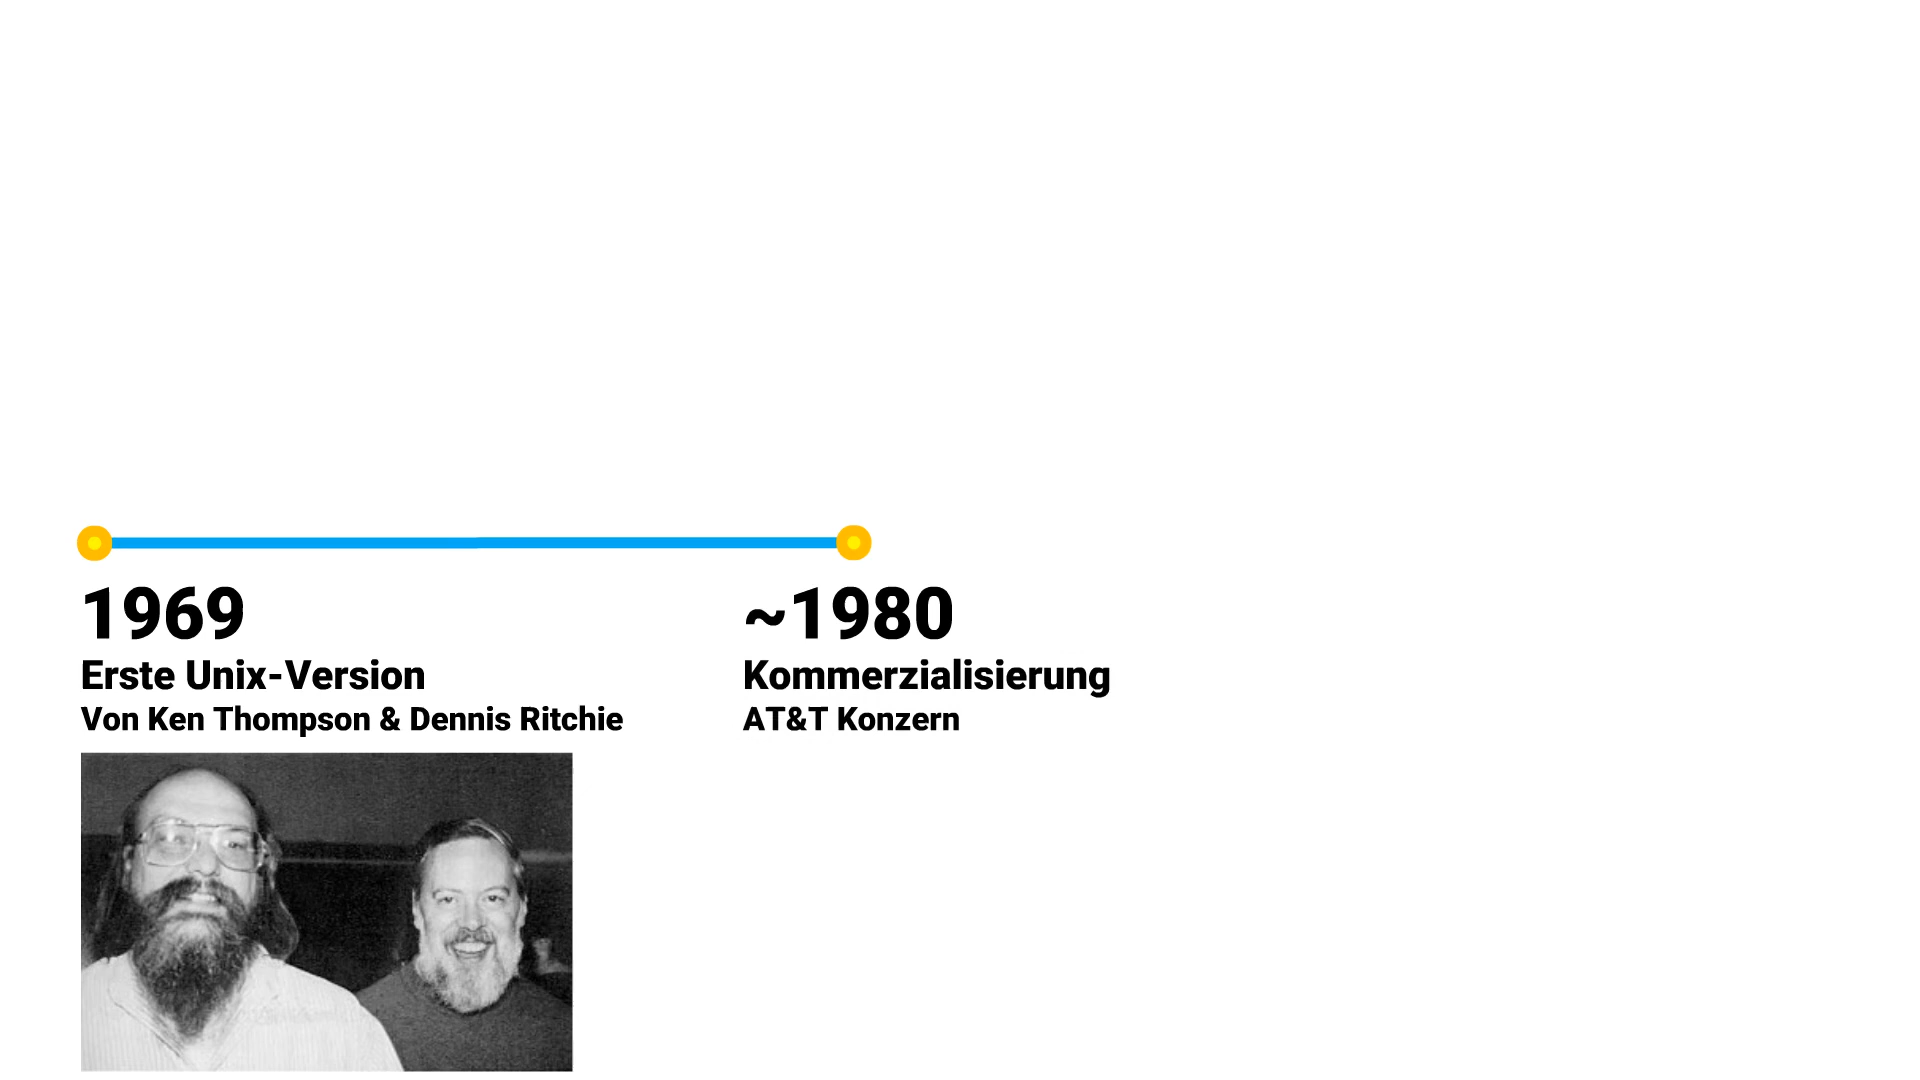 1969
Erste Unix-Version
Von Ken Thompson & Dennis Ritchie
~1980
Kommerzialisierung
AT&T Konzern